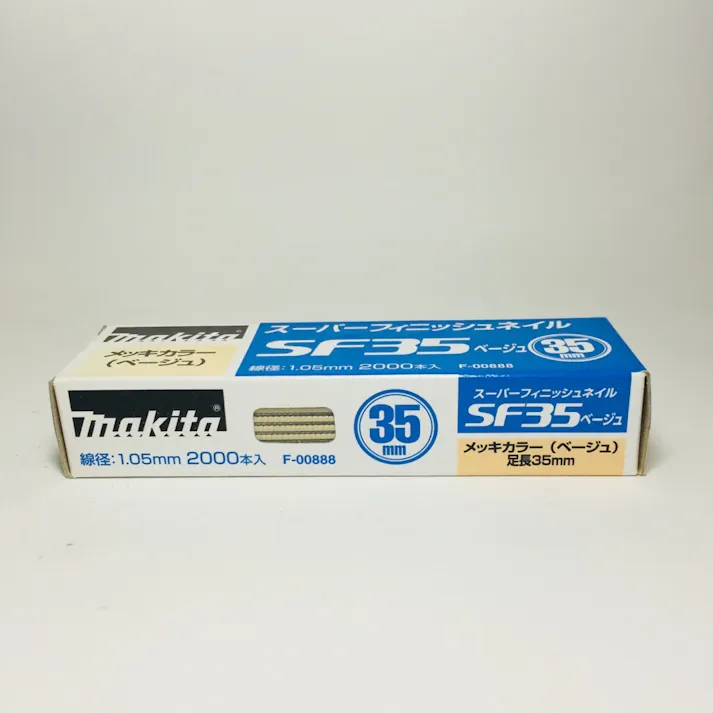 makita
メッキカラー
（ベージュ）
スーパーフィニッシュネイル
SF35 ベージュ 35mm
線径：1.05mm 2000本入 F-00888
makita®
線径：1.05mm 2000本入 F-00888
35
mm
スーパーフィニッシュネイル
SF35 ベージュ
メッキカラー（ベージュ）
足長35mm